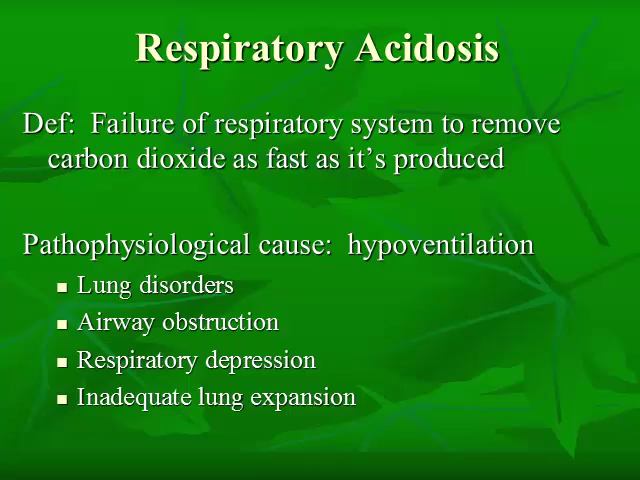 Respiratory Acidosis
Def:  Failure of respiratory system to remove
carbon dioxide as fast as it’s produced
Pathophysiological cause:  hypoventilation
Lung disorders
Airway obstruction
Respiratory depression
Inadequate lung expansion